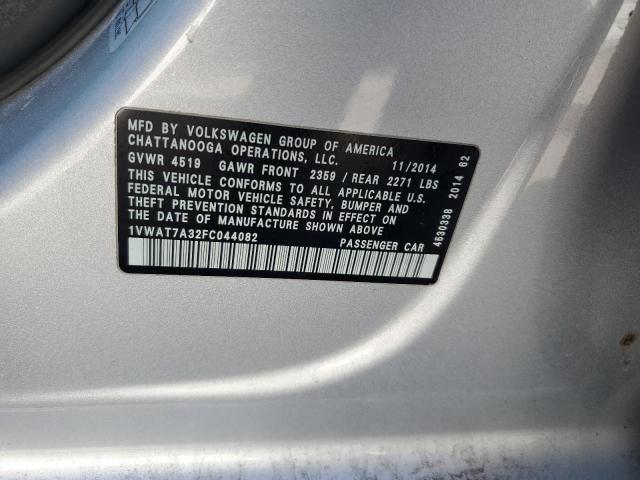 MFD BY VOLKSWAGEN GROUP OF AMERICA
CHATTANOOGA OPERATIONS, LLC. 11/2014
GVWR 4519 GAWR FRONT 2359 / REAR 2271 LBS
THIS VEHICLE CONFORMS TO ALL APPLICABLE U.S.
FEDERAL MOTOR VEHICLE SAFETY, BUMPER AND
THEFT PREVENTION STANDARDS IN EFFECT ON
THE DATE OF MANUFACTURE SHOWN ABOVE
1VWAT7A32FC044082 PASSENGER CAR
4530338 2014 62